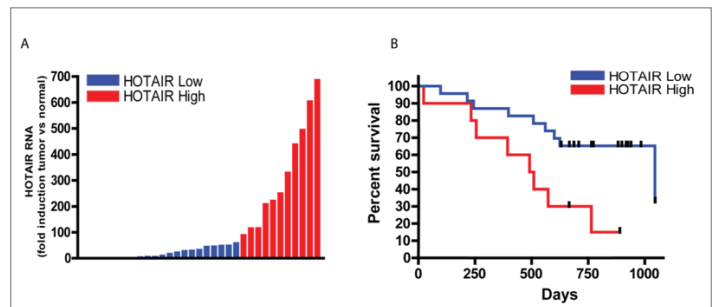 A
B
HOTAIR Low
HOTAIR High
HOTAIR RNA
(fold induction tumor vs normal)
700
600
500
400
300
200
100
0
HOTAIR Low
HOTAIR High
Percent survival
100
90
80
70
60
50
40
30
20
10
0
0
250
500
750
1000
Days